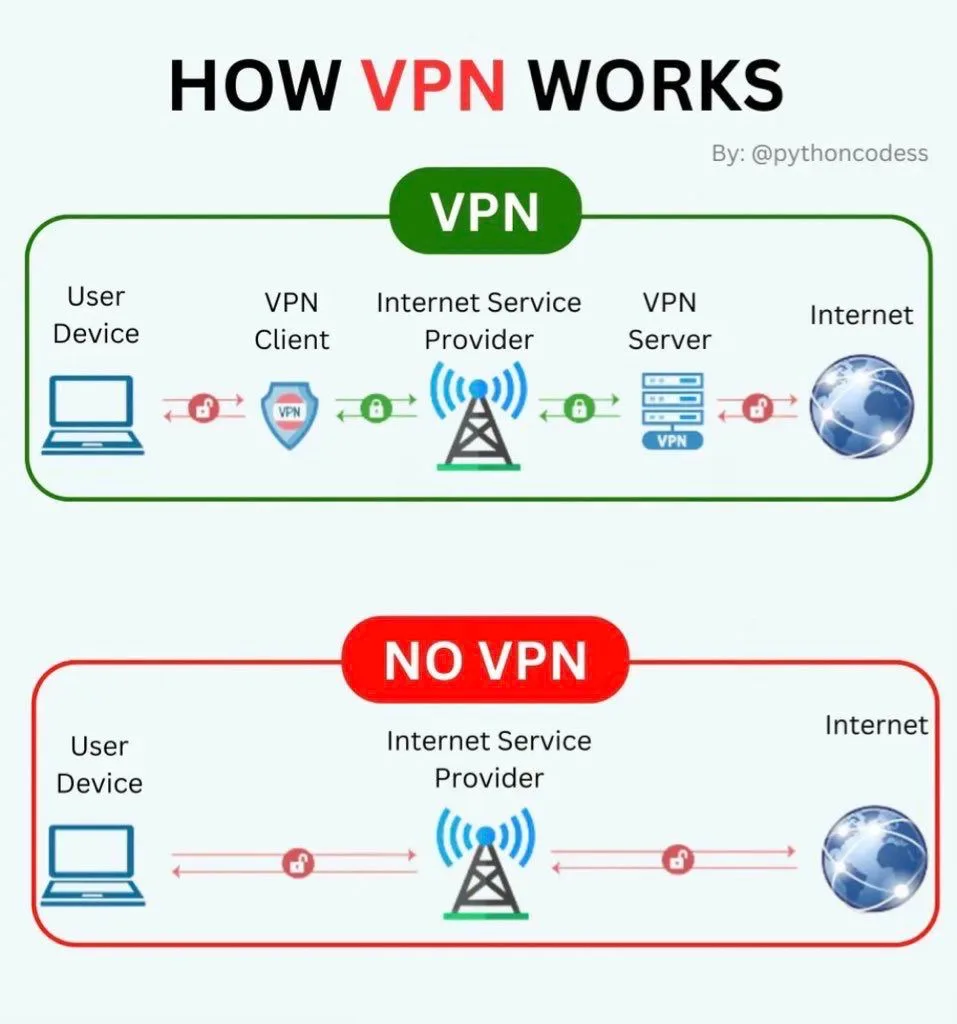 HOW VPN WORKS
By: @pythoncodess
VPN
User
Device
VPN
Client
Internet Service
Provider
VPN
Server
Internet
VPN
VPN
NO VPN
User
Device
Internet Service
Provider
Internet